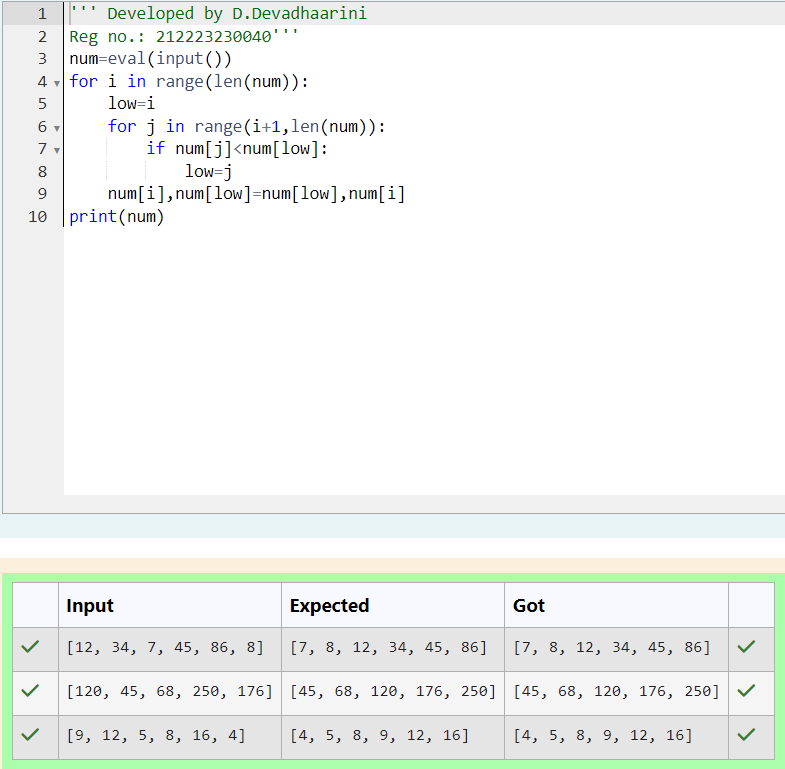 1 ''' Developed by D.Devadhaarini
2 Reg no.: 212223230040'''
3 num=eval(input())
4 for i in range(len(num)):
5     low=i
6     for j in range(i+1,len(num)):
7         if num[j]<num[low]:
8             low=j
9     num[i],num[low]=num[low],num[i]
10 print(num)
Input Expected Got
[12, 34, 7, 45, 86, 8] [7, 8, 12, 34, 45, 86] [7, 8, 12, 34, 45, 86]
[120, 45, 68, 250, 176] [45, 68, 120, 176, 250] [45, 68, 120, 176, 250]
[9, 12, 5, 8, 16, 4] [4, 5, 8, 9, 12, 16] [4, 5, 8, 9, 12, 16]